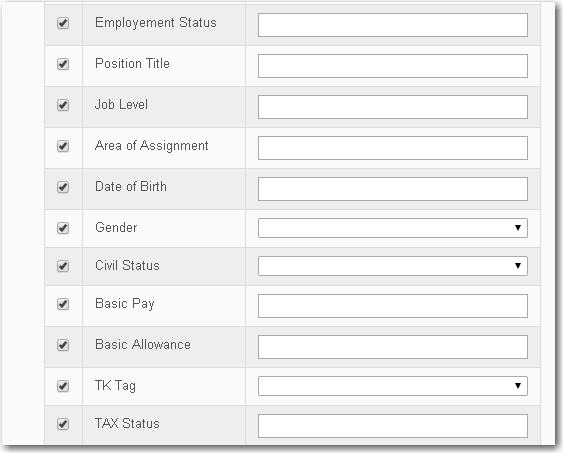 Employement Status
Position Title
Job Level
Area of Assignment
Date of Birth
Gender
Civil Status
Basic Pay
Basic Allowance
TK Tag
TAX Status